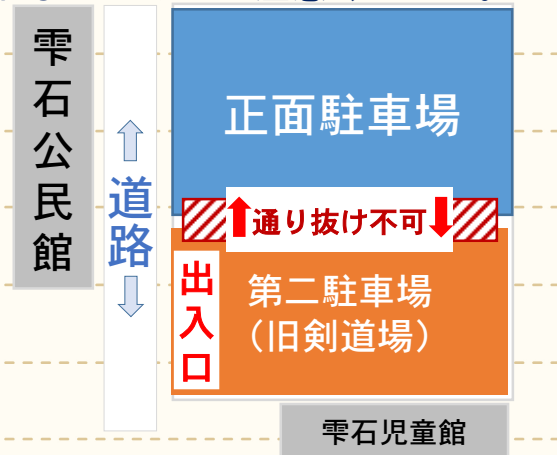 雫石公民館
道路
正面駐車場
通り抜け不可
出入口
第二駐車場
（旧剣道場）
雫石児童館